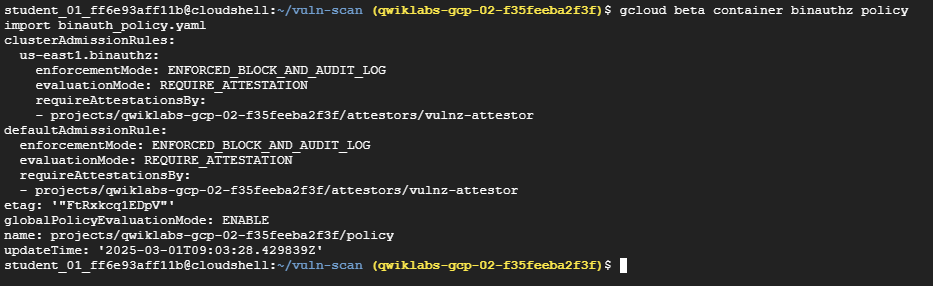 student_01_ff6e93aff11b@cloudshell:~/vuln-scan (qwiklabs-gcp-02-f35feeba2f3f)$ gcloud beta container binauthz policy
import binauth_policy.yaml
clusterAdmissionRules:
  us-east1.binauthz:
    enforcementMode: ENFORCED_BLOCK_AND_AUDIT_LOG
    evaluationMode: REQUIRE_ATTESTATION
    requireAttestationsBy:
    - projects/qwiklabs-gcp-02-f35feeba2f3f/attestors/vulnz-attestor
defaultAdmissionRule:
  enforcementMode: ENFORCED_BLOCK_AND_AUDIT_LOG
  evaluationMode: REQUIRE_ATTESTATION
  requireAttestationsBy:
  - projects/qwiklabs-gcp-02-f35feeba2f3f/attestors/vulnz-attestor
etag: '"FtRxkcq1EDpV"'
globalPolicyEvaluationMode: ENABLE
name: projects/qwiklabs-gcp-02-f35feeba2f3f/policy
updateTime: '2025-03-01T09:03:28.429839Z'
student_01_ff6e93aff11b@cloudshell:~/vuln-scan (qwiklabs-gcp-02-f35feeba2f3f)$